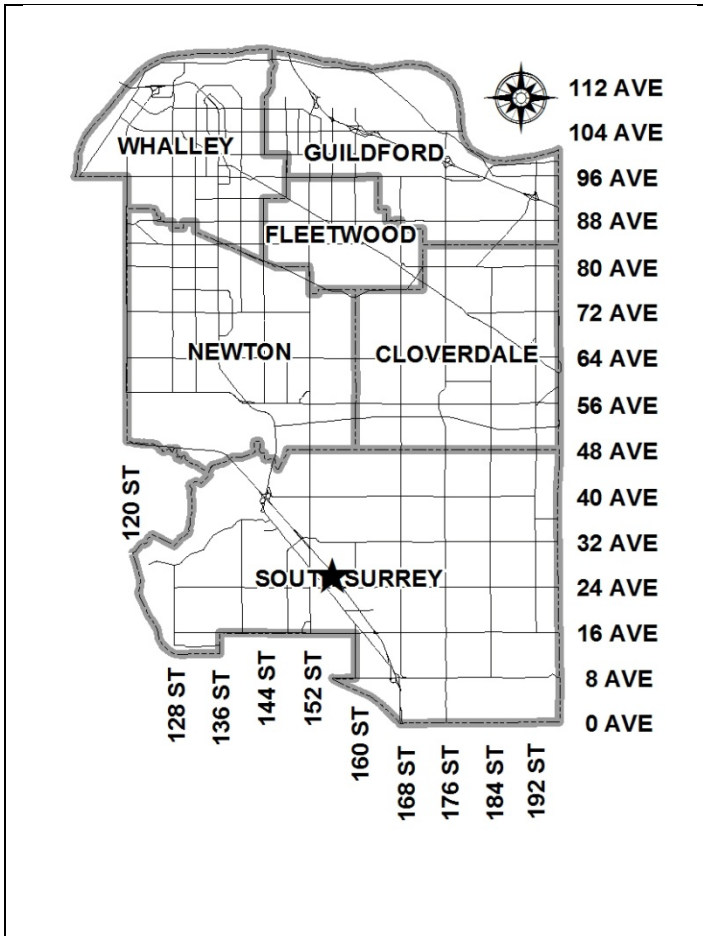 112 AVE
104 AVE
WHALLEY
GUILDFORD
96 AVE
88 AVE
FLEETWOOD
80 AVE
72 AVE
NEWTON
CLOVERDALE
64 AVE
56 AVE
48 AVE
120 ST
40 AVE
32 AVE
SOUTH SURREY
24 AVE
16 AVE
8 AVE
0 AVE
128 ST
136 ST
144 ST
152 ST
160 ST
168 ST
176 ST
184 ST
192 ST